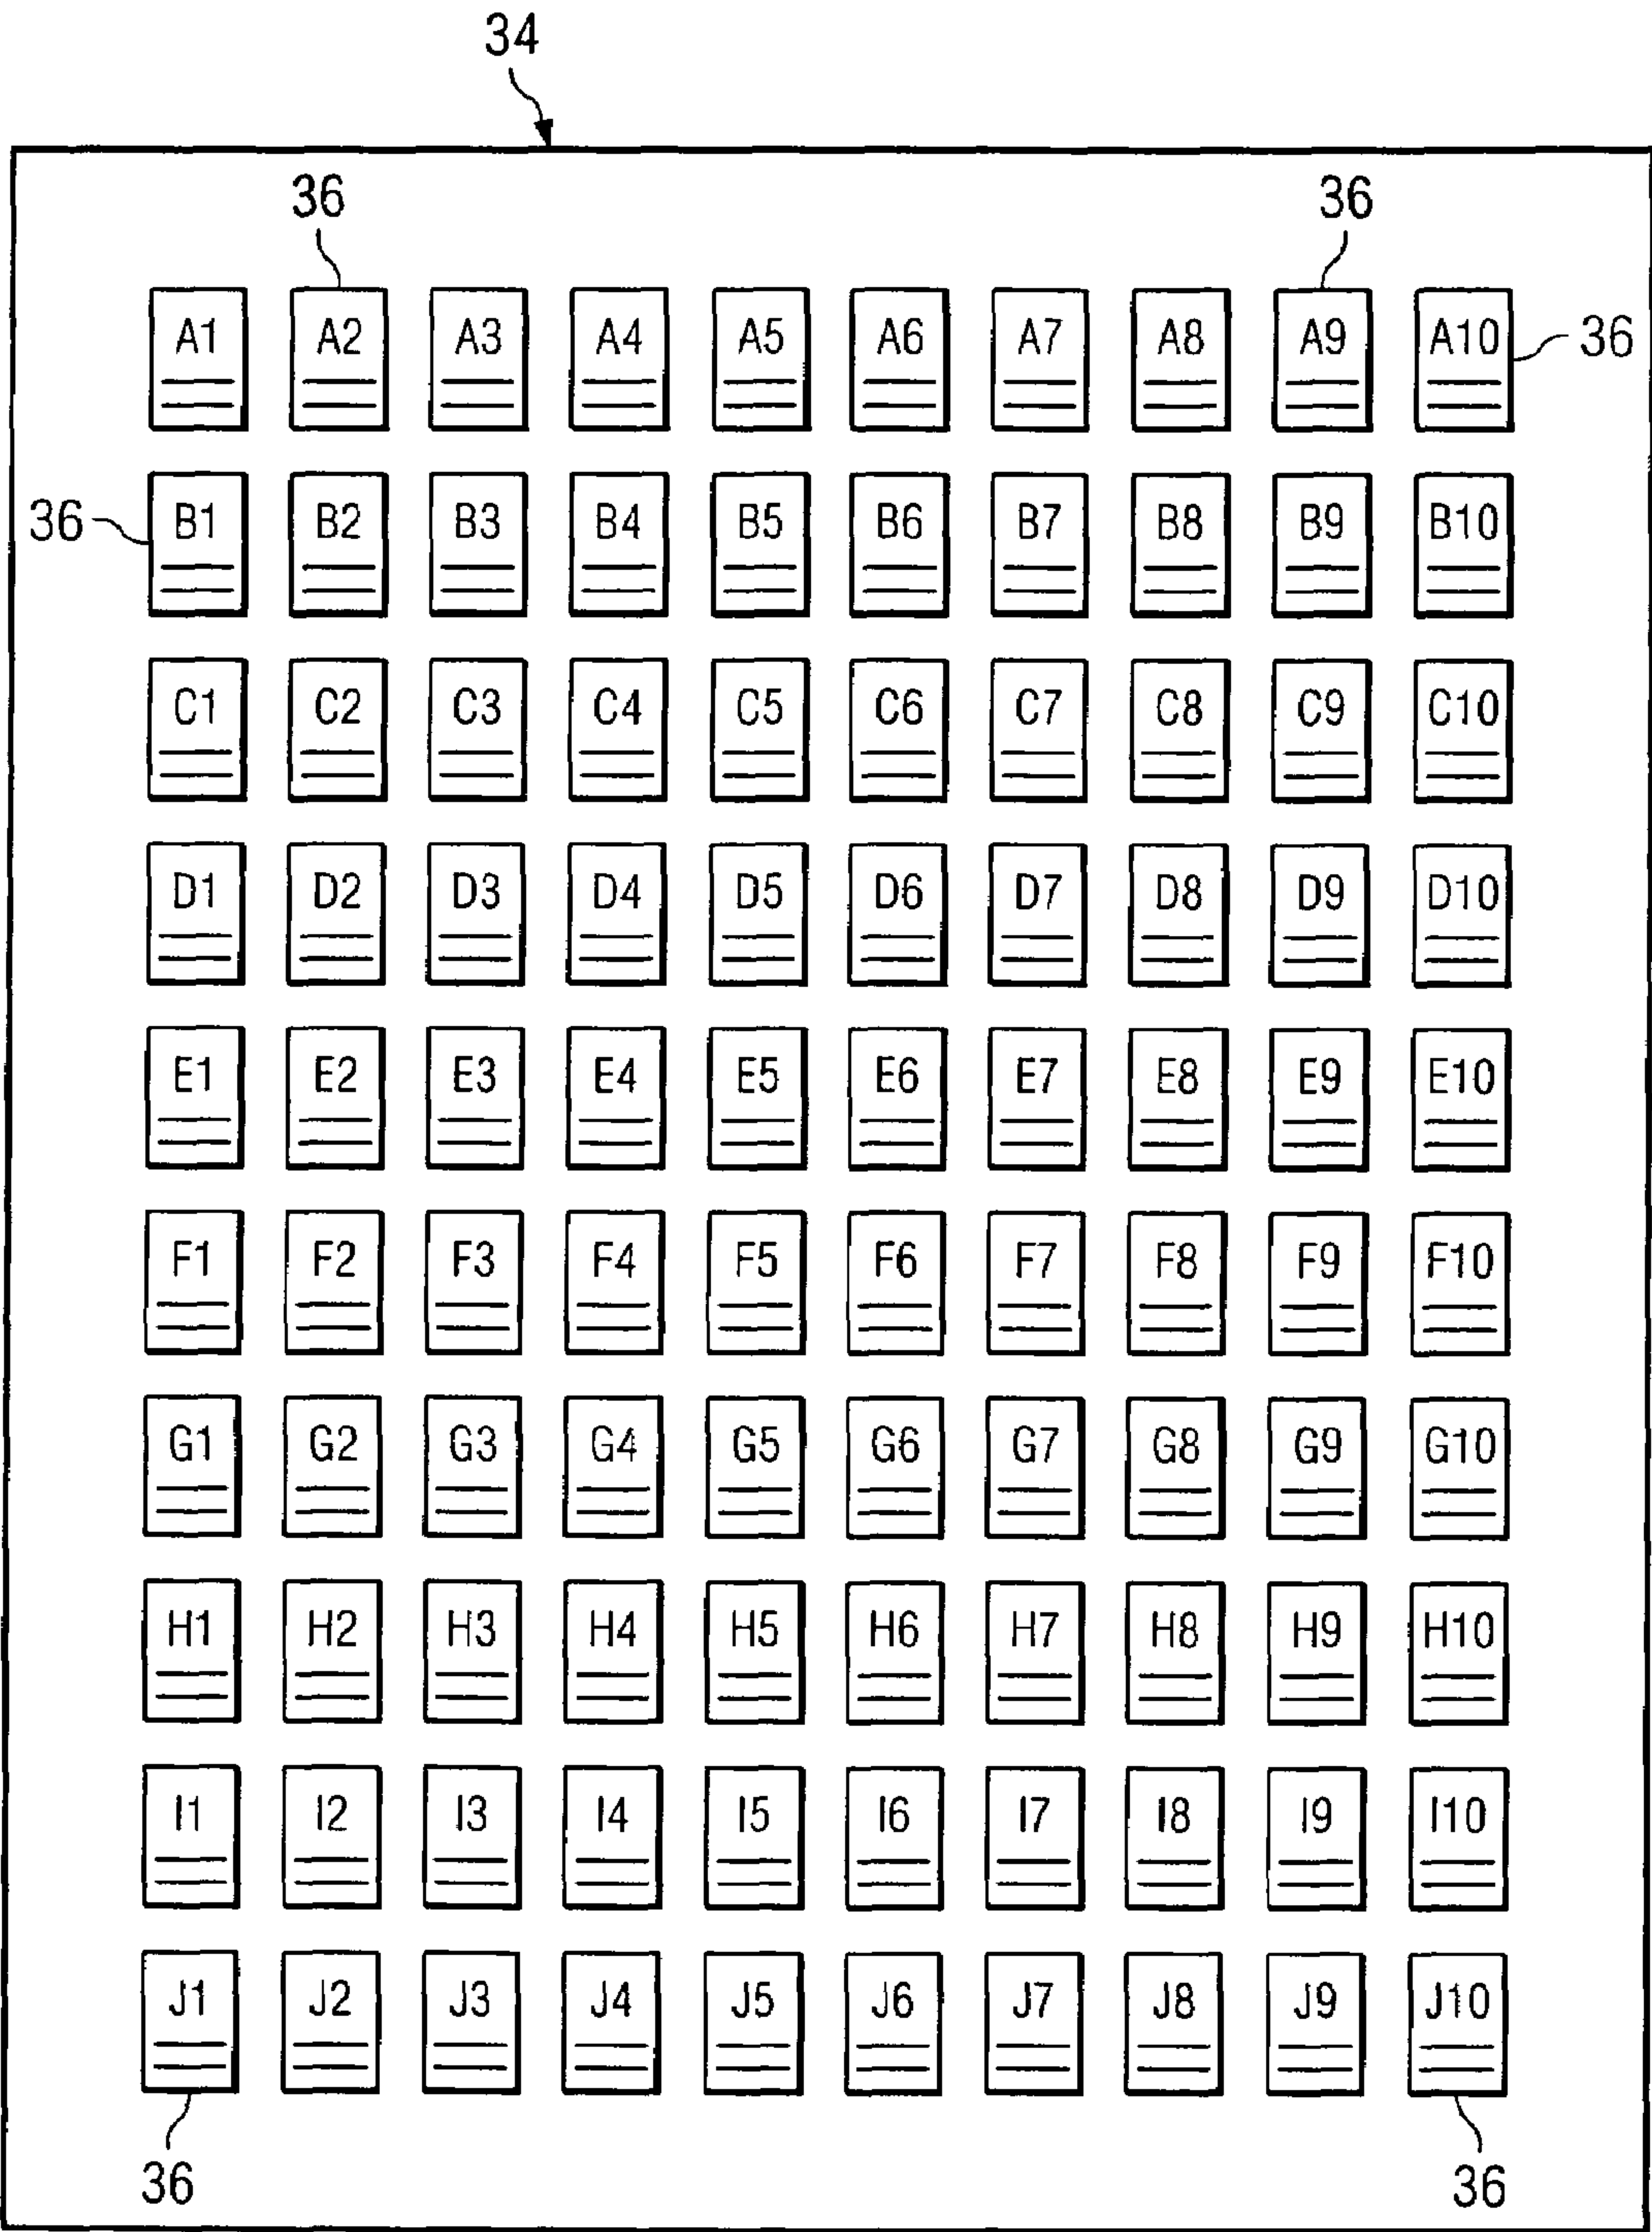 34
36 36
A1 A2 A3 A4 A5 A6 A7 A8 A9 A10 36
36 B1 B2 B3 B4 B5 B6 B7 B8 B9 B10
C1 C2 C3 C4 C5 C6 C7 C8 C9 C10
D1 D2 D3 D4 D5 D6 D7 D8 D9 D10
E1 E2 E3 E4 E5 E6 E7 E8 E9 E10
F1 F2 F3 F4 F5 F6 F7 F8 F9 F10
G1 G2 G3 G4 G5 G6 G7 G8 G9 G10
H1 H2 H3 H4 H5 H6 H7 H8 H9 H10
I1 I2 I3 I4 I5 I6 I7 I8 I9 I10
J1 J2 J3 J4 J5 J6 J7 J8 J9 J10
36 36